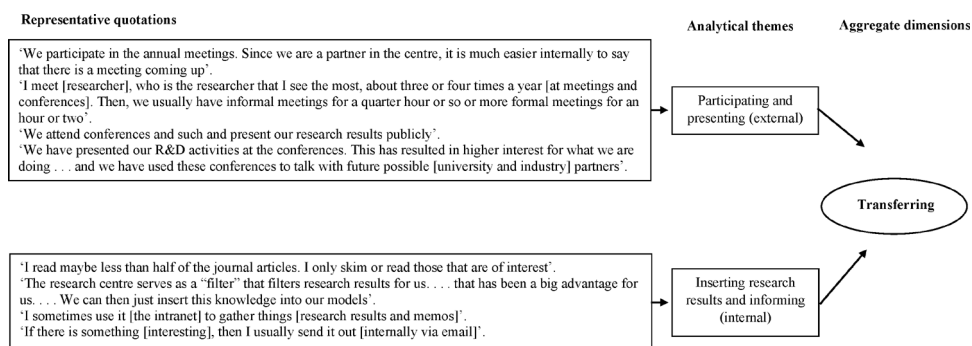 Representative quotations
Analytical themes
Aggregate dimensions
‘We participate in the annual meetings. Since we are a partner in the centre, it is much easier internally to say
that there is a meeting coming up’.
‘I meet [researcher], who is the researcher that I see the most, about three or four times a year [at meetings and
conferences]. Then, we usually have informal meetings for a quarter hour or so or more formal meetings for an
hour or two’.
‘We attend conferences and such and present our research results publicly’.
‘We have presented our R&D activities at the conferences. This has resulted in higher interest for what we are
doing . . . and we have used these conferences to talk with future possible [university and industry] partners’.
Participating and
presenting (external)
Transferring
‘I read maybe less than half of the journal articles. I only skim or read those that are of interest’.
‘The research centre serves as a “filter” that filters research results for us. . . . that has been a big advantage for
us. . . . We can then just insert this knowledge into our models’.
‘I sometimes use it [the intranet] to gather things [research results and memos]’.
‘If there is something [interesting], then I usually send it out [internally via email]’.
Inserting research
results and informing
(internal)